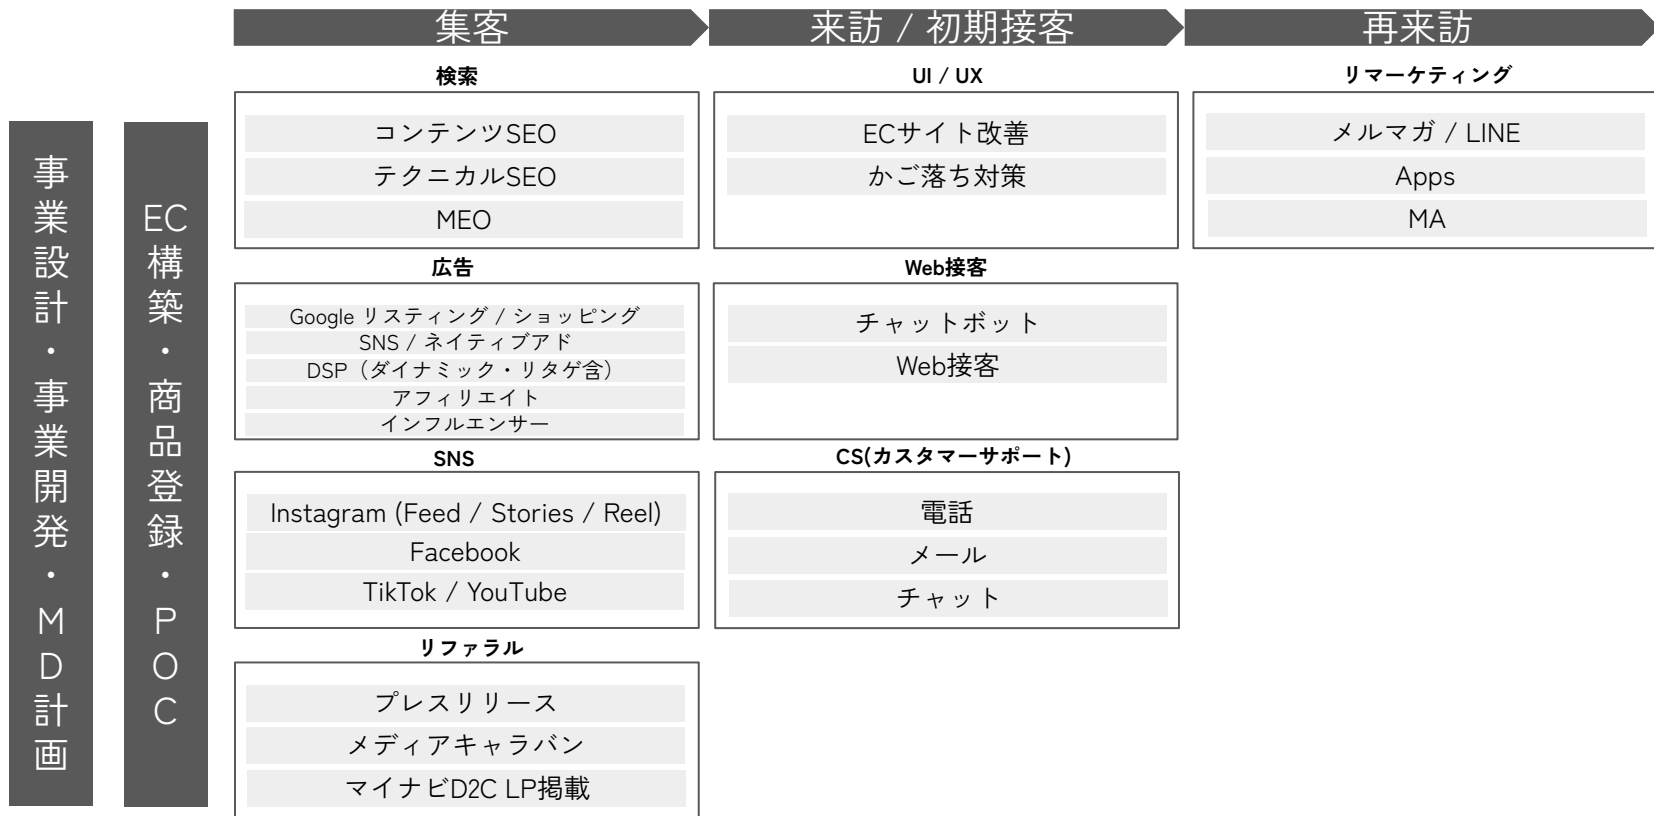 集客
来訪 / 初期接客
再来訪
事業設計・事業開発・MD計画
EC構築・商品登録・POC
検索
コンテンツSEO
テクニカルSEO
MEO
広告
Google リスティング / ショッピング
SNS / ネイティブアド
DSP（ダイナミック・リタゲ含）
アフィリエイト
インフルエンサー
SNS
Instagram (Feed / Stories / Reel)
Facebook
TikTok / YouTube
リファラル
プレスリリース
メディアキャラバン
マイナビD2C LP掲載
UI / UX
ECサイト改善
かご落ち対策
Web接客
チャットボット
Web接客
CS(カスタマーサポート)
電話
メール
チャット
リマーケティング
メルマガ / LINE
Apps
MA